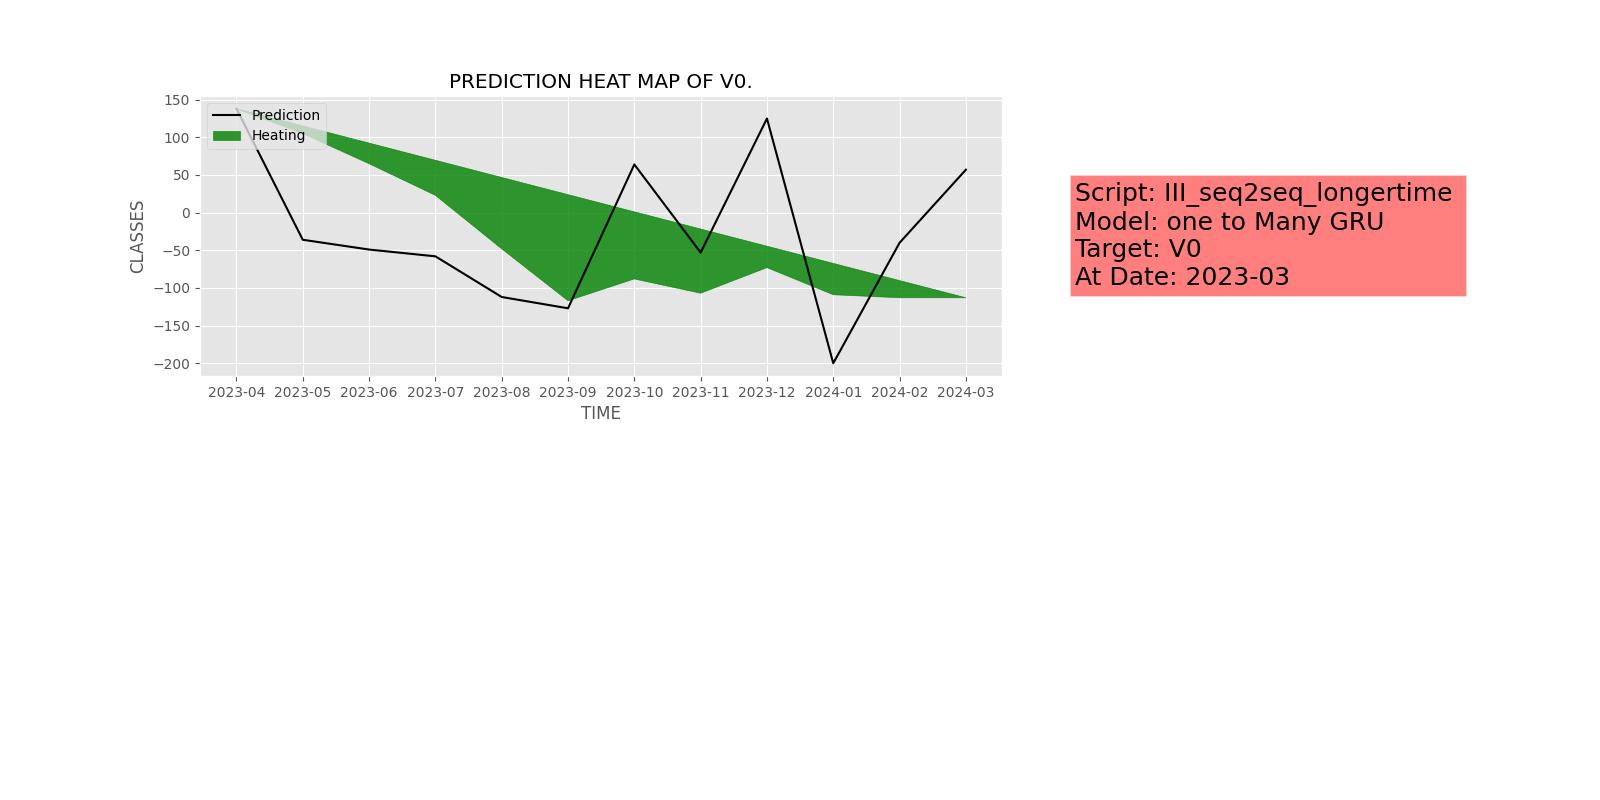 PREDICTION HEAT MAP OF V0.
150
100
50
0
−50
−100
−150
−200
CLASSES
Prediction
Heating
2023-04 2023-05 2023-06 2023-07 2023-08 2023-09 2023-10 2023-11 2023-12 2024-01 2024-02 2024-03
TIME
Script: III_seq2seq_longertime
Model: one to Many GRU
Target: V0
At Date: 2023-03